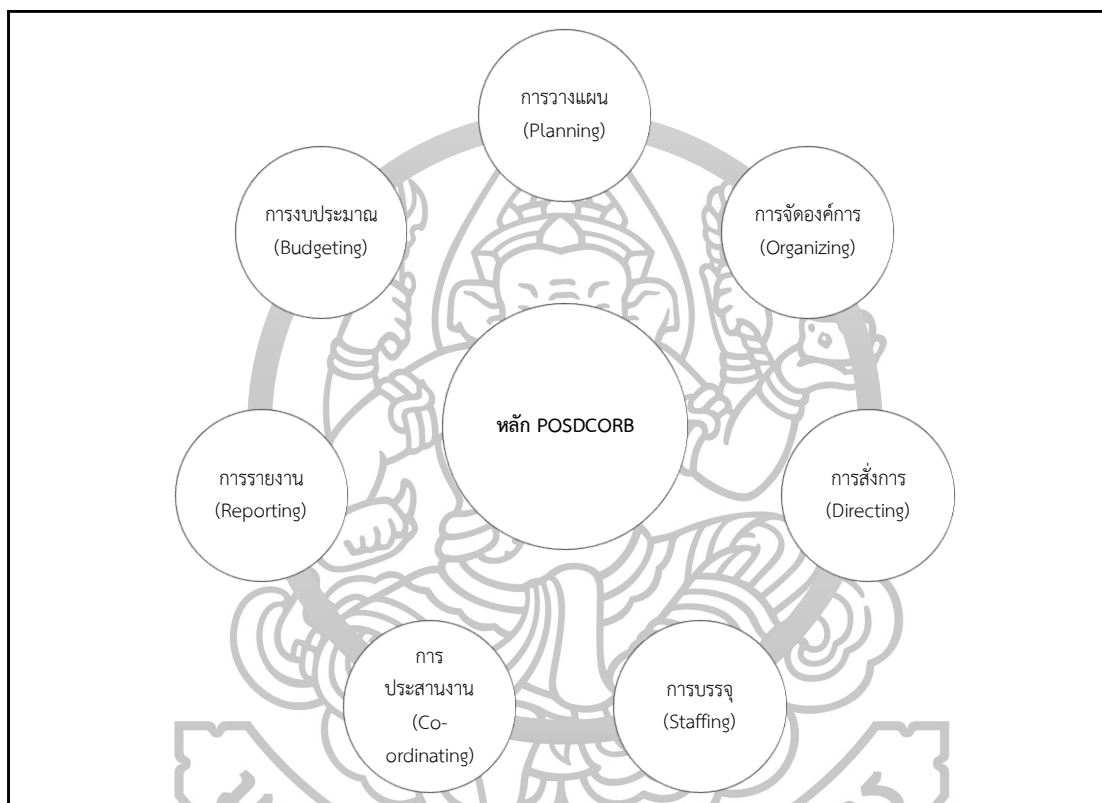 การวางแผน
(Planning)
การจัดองค์การ
(Organizing)
การสั่งการ
(Directing)
การบรรจุ
(Staffing)
การ
ประสานงาน
(Co-
ordinating)
การรายงาน
(Reporting)
การงบประมาณ
(Budgeting)
หลัก POSDCORB